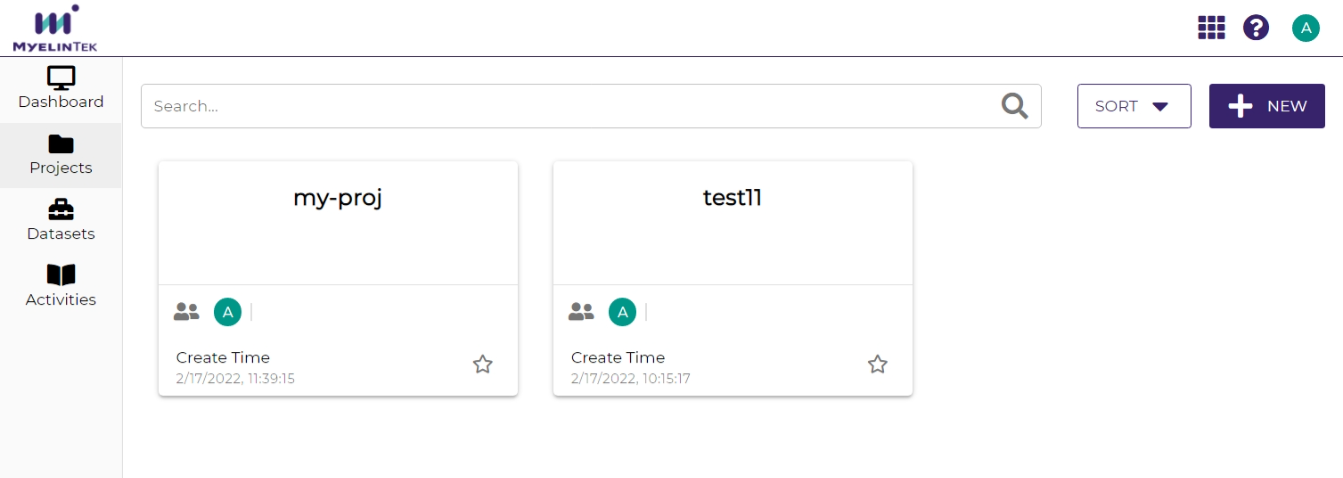 MYELINTEK
A
Dashboard
Projects
Datasets
Activities
Search...
SORT
NEW
my-proj
A
Create Time
2/17/2022, 11:39:15
test11
A
Create Time
2/17/2022, 10:15:17